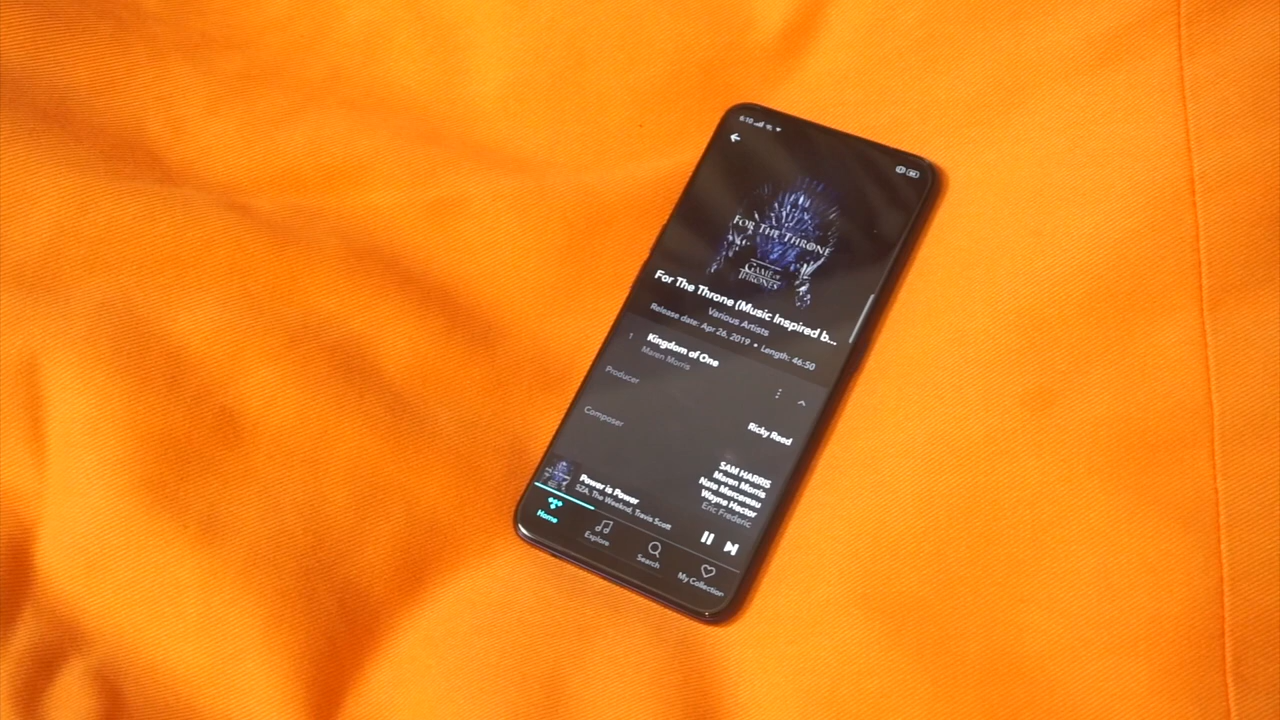 6:10
FOR THE THRONE
GAME OF
THRONES
For The Throne (Music Inspired b...
Various Artists
Release date: Apr 26, 2019 • Length: 46:50
1 Kingdom of One
Maren Morris
Producer
Ricky Reed
Composer
SAM HARRIS
Maren Morris
Nate Mercereau
Wayne Hector
Eric Frederic
Power is Power
SZA, The Weeknd, Travis Scott
Home
Explore
Search
My Collection